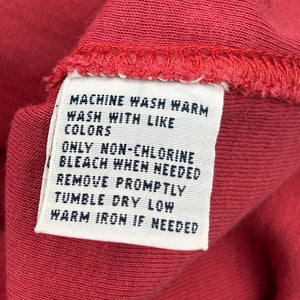 MACHINE WASH WARM
WASH WITH LIKE
COLORS
ONLY NON-CHLORINE
BLEACH WHEN NEEDED
REMOVE PROMPTLY
TUMBLE DRY LOW
WARM IRON IF NEEDED